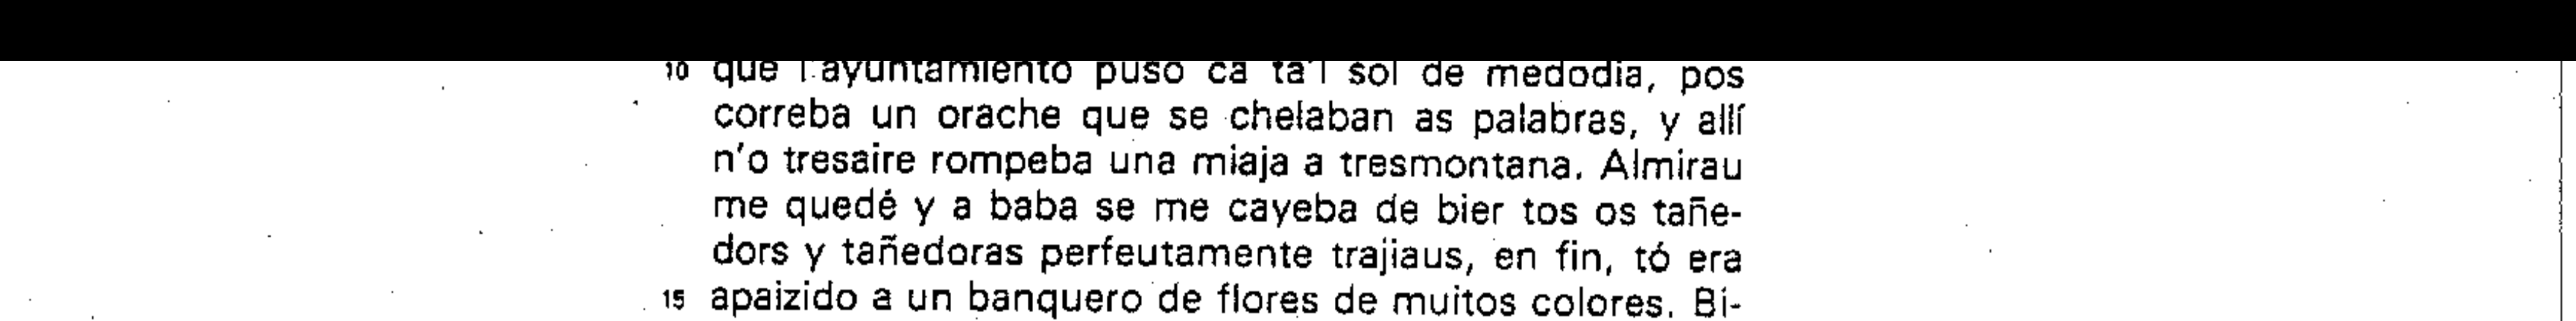 10 que l'ayuntamiento puso ca ta'l sol de medodia, pos
correba un orache que se chelaban as palabras, y allí
n'o tresaire rompeba una miaja a tresmontana. Almirau
me quedé y a baba se me cayeba de bier tos os tañe-
dors y tañedoras perfeutamente trajiaus, en fin, tó era
15 apaizido a un banquero de flores de muitos colores. Bi-